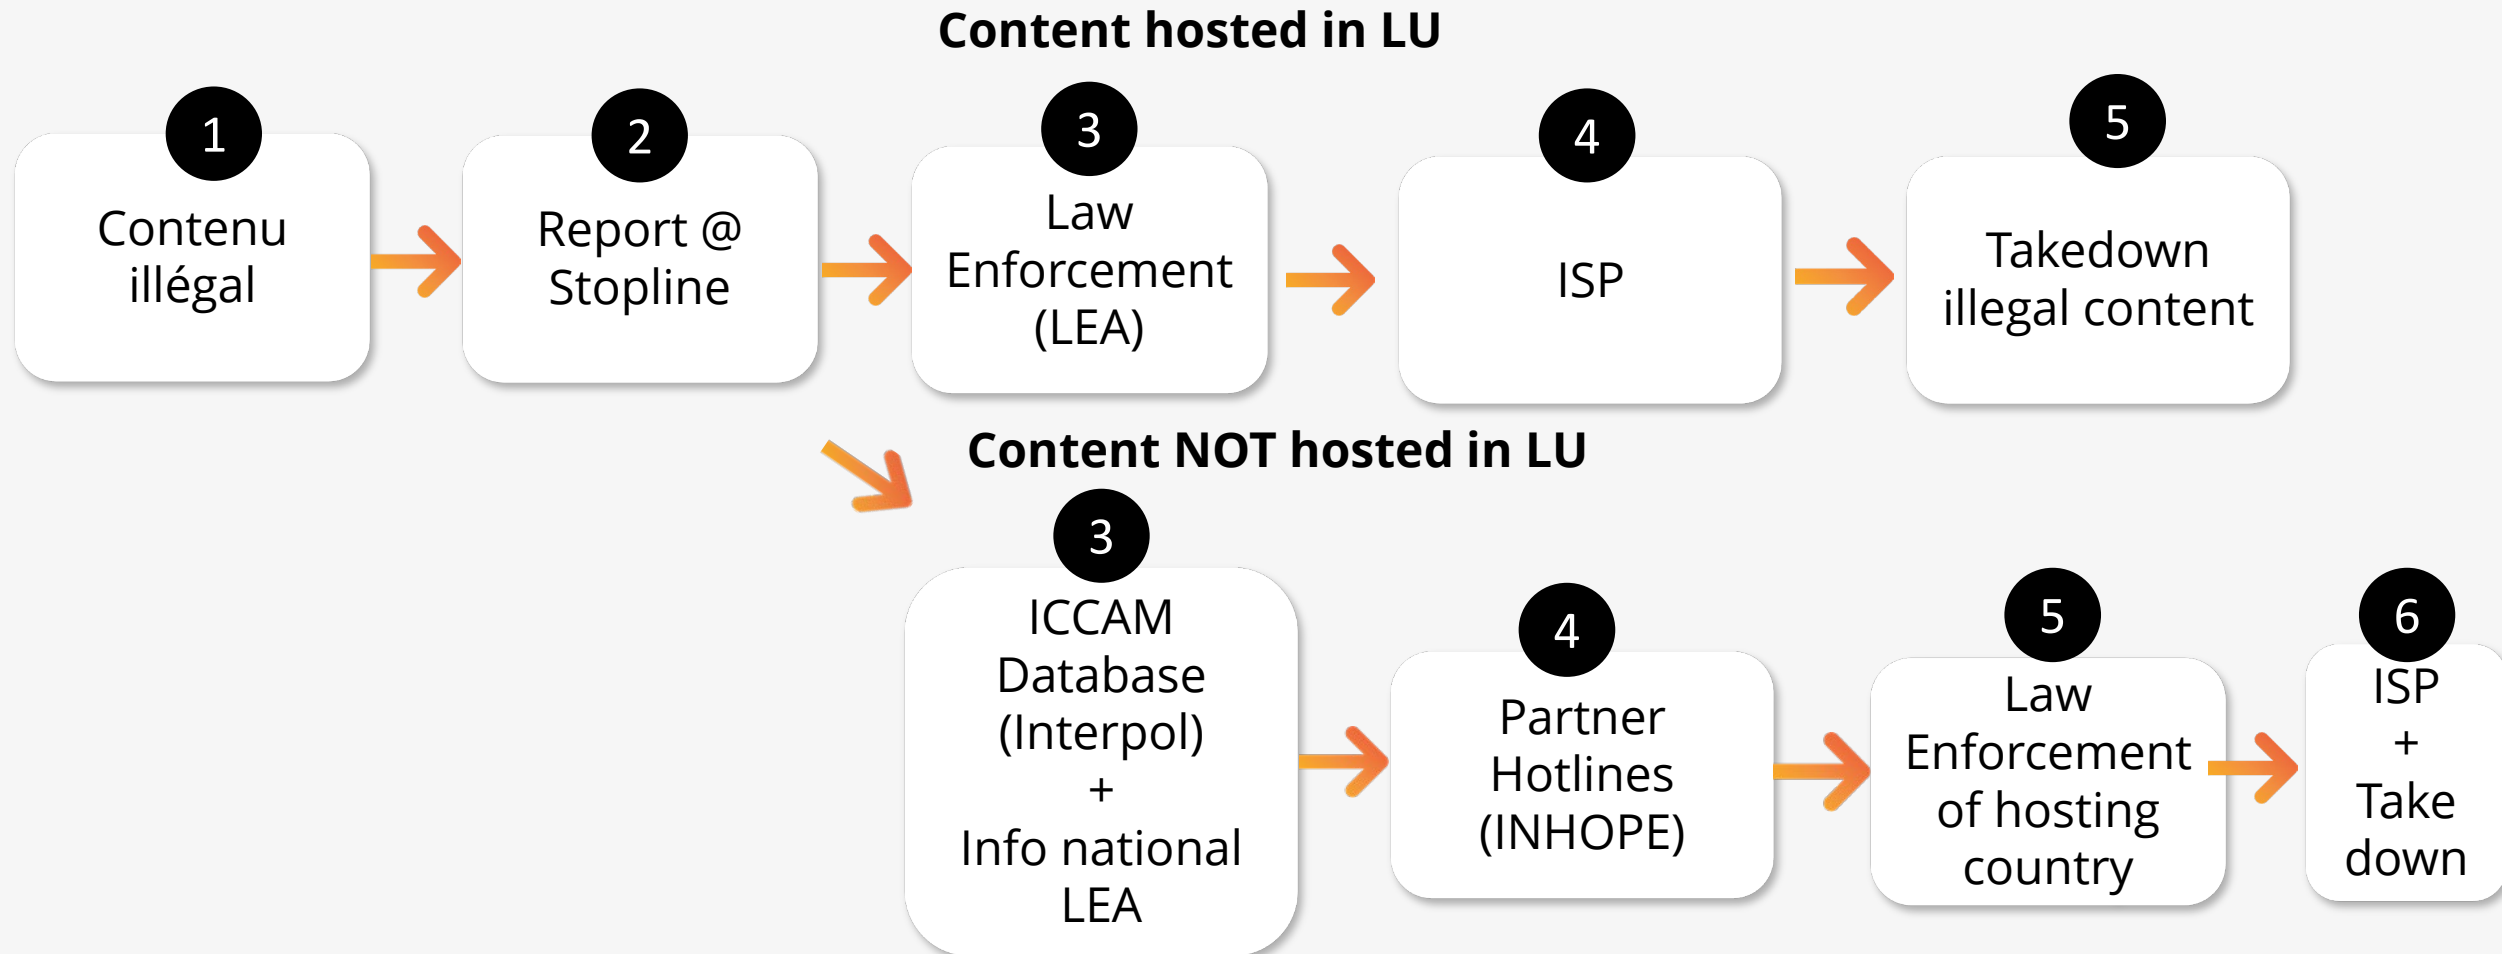 Content hosted in LU
1
Contenu
illégal
2
Report @
Stopline
3
Law
Enforcement
(LEA)
4
ISP
5
Takedown
illegal content
Content NOT hosted in LU
3
ICCAM
Database
(Interpol)
+
Info national
LEA
4
Partner
Hotlines
(INHOPE)
5
Law
Enforcement
of hosting
country
6
ISP
+
Take
down